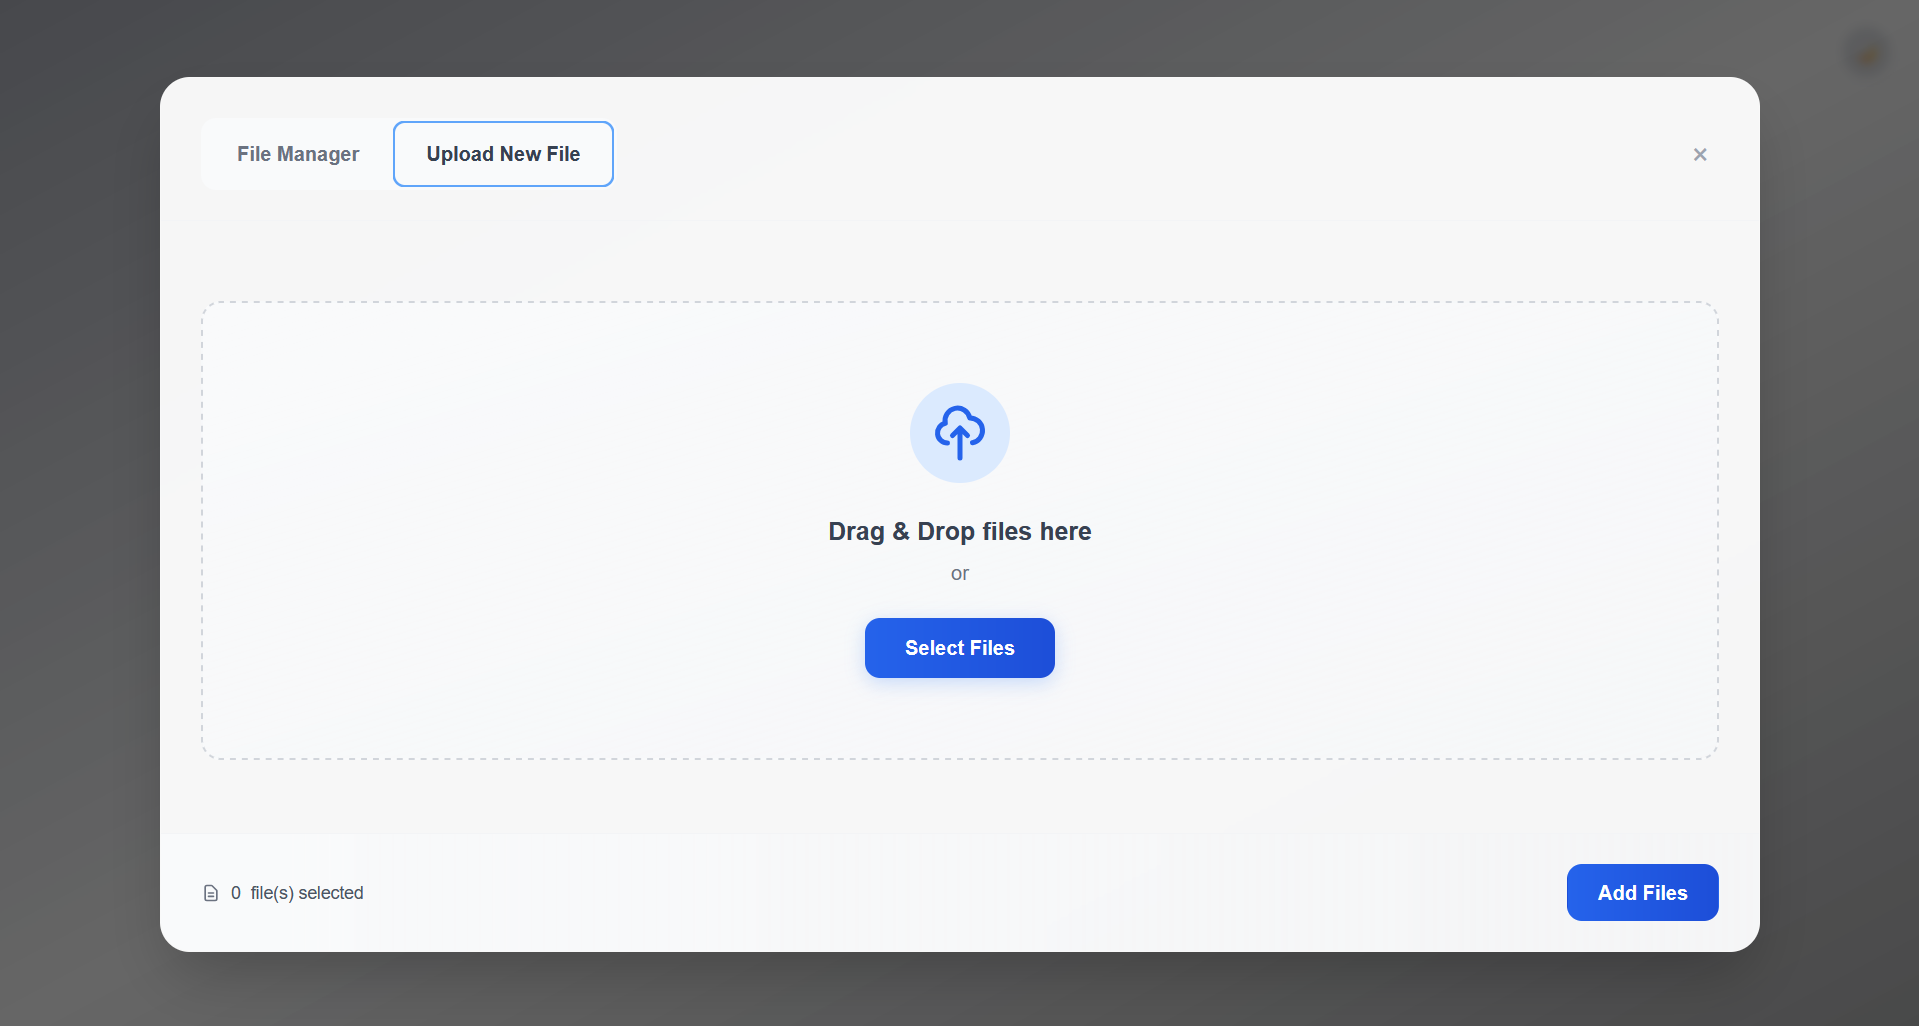 File Manager
Upload New File
×
Drag & Drop files here
or
Select Files
0 file(s) selected
Add Files